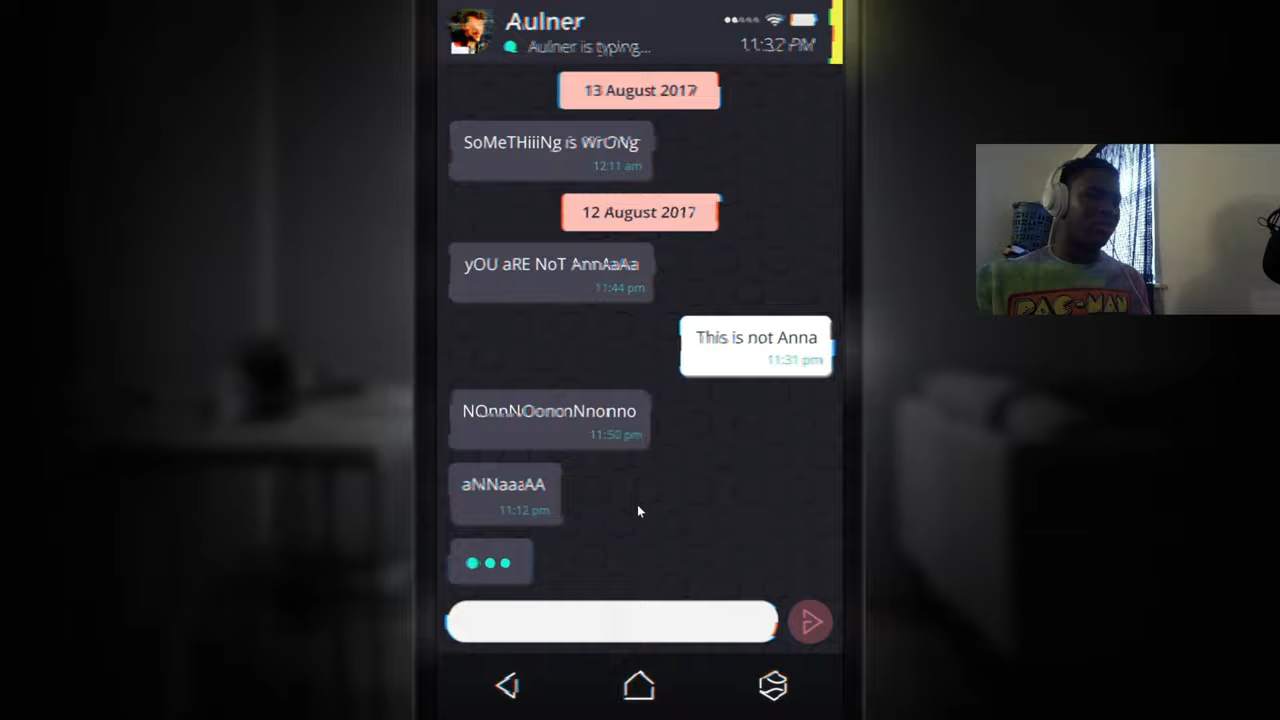 Aulner
Aulner is typing...
11:32 PM
13 August 2017
SoMeTHiiiNg is WrONg
12:11 am
12 August 2017
yOU aRE NoT AnnAaAa
11:44 pm
This is not Anna
11:31 pm
NOnnNOononNnonno
11:50 pm
aNNaaaAA
11:12 pm
PAC-MAN